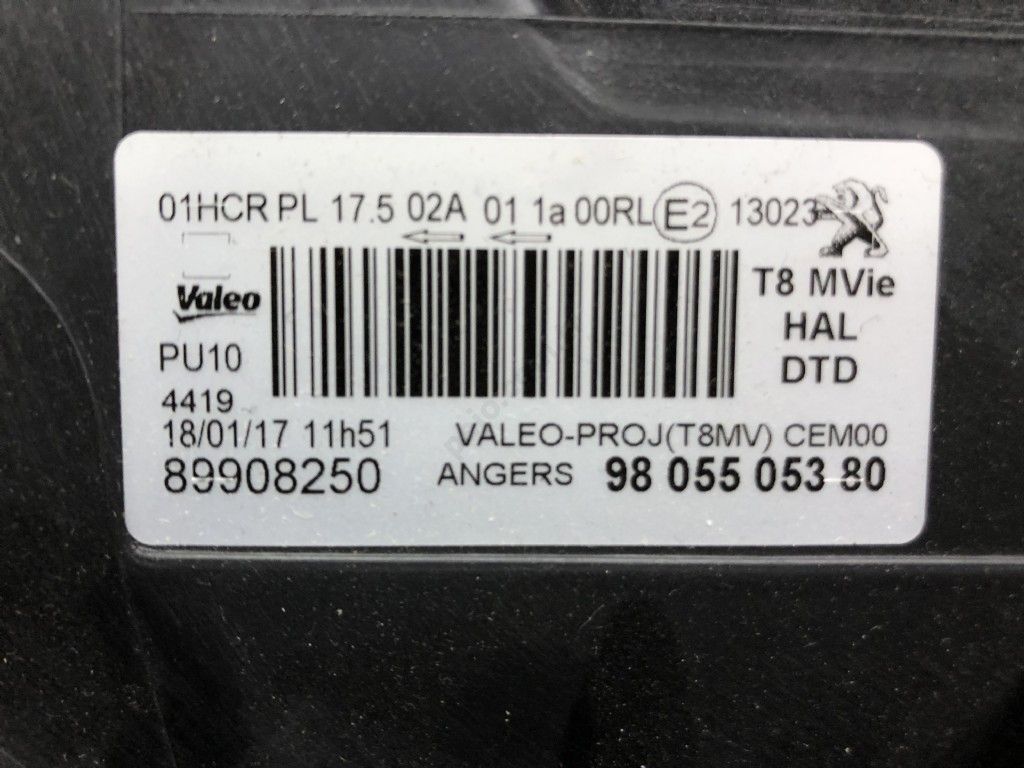 01HCR PL 17.5 02A 01 1a 00RL E2 13023
Valeo
T8 MVie
HAL
PU10
DTD
4419
18/01/17 11h51
VALEO-PROJ(T8MV) CEM00
89908250
ANGERS 98 055 053 80